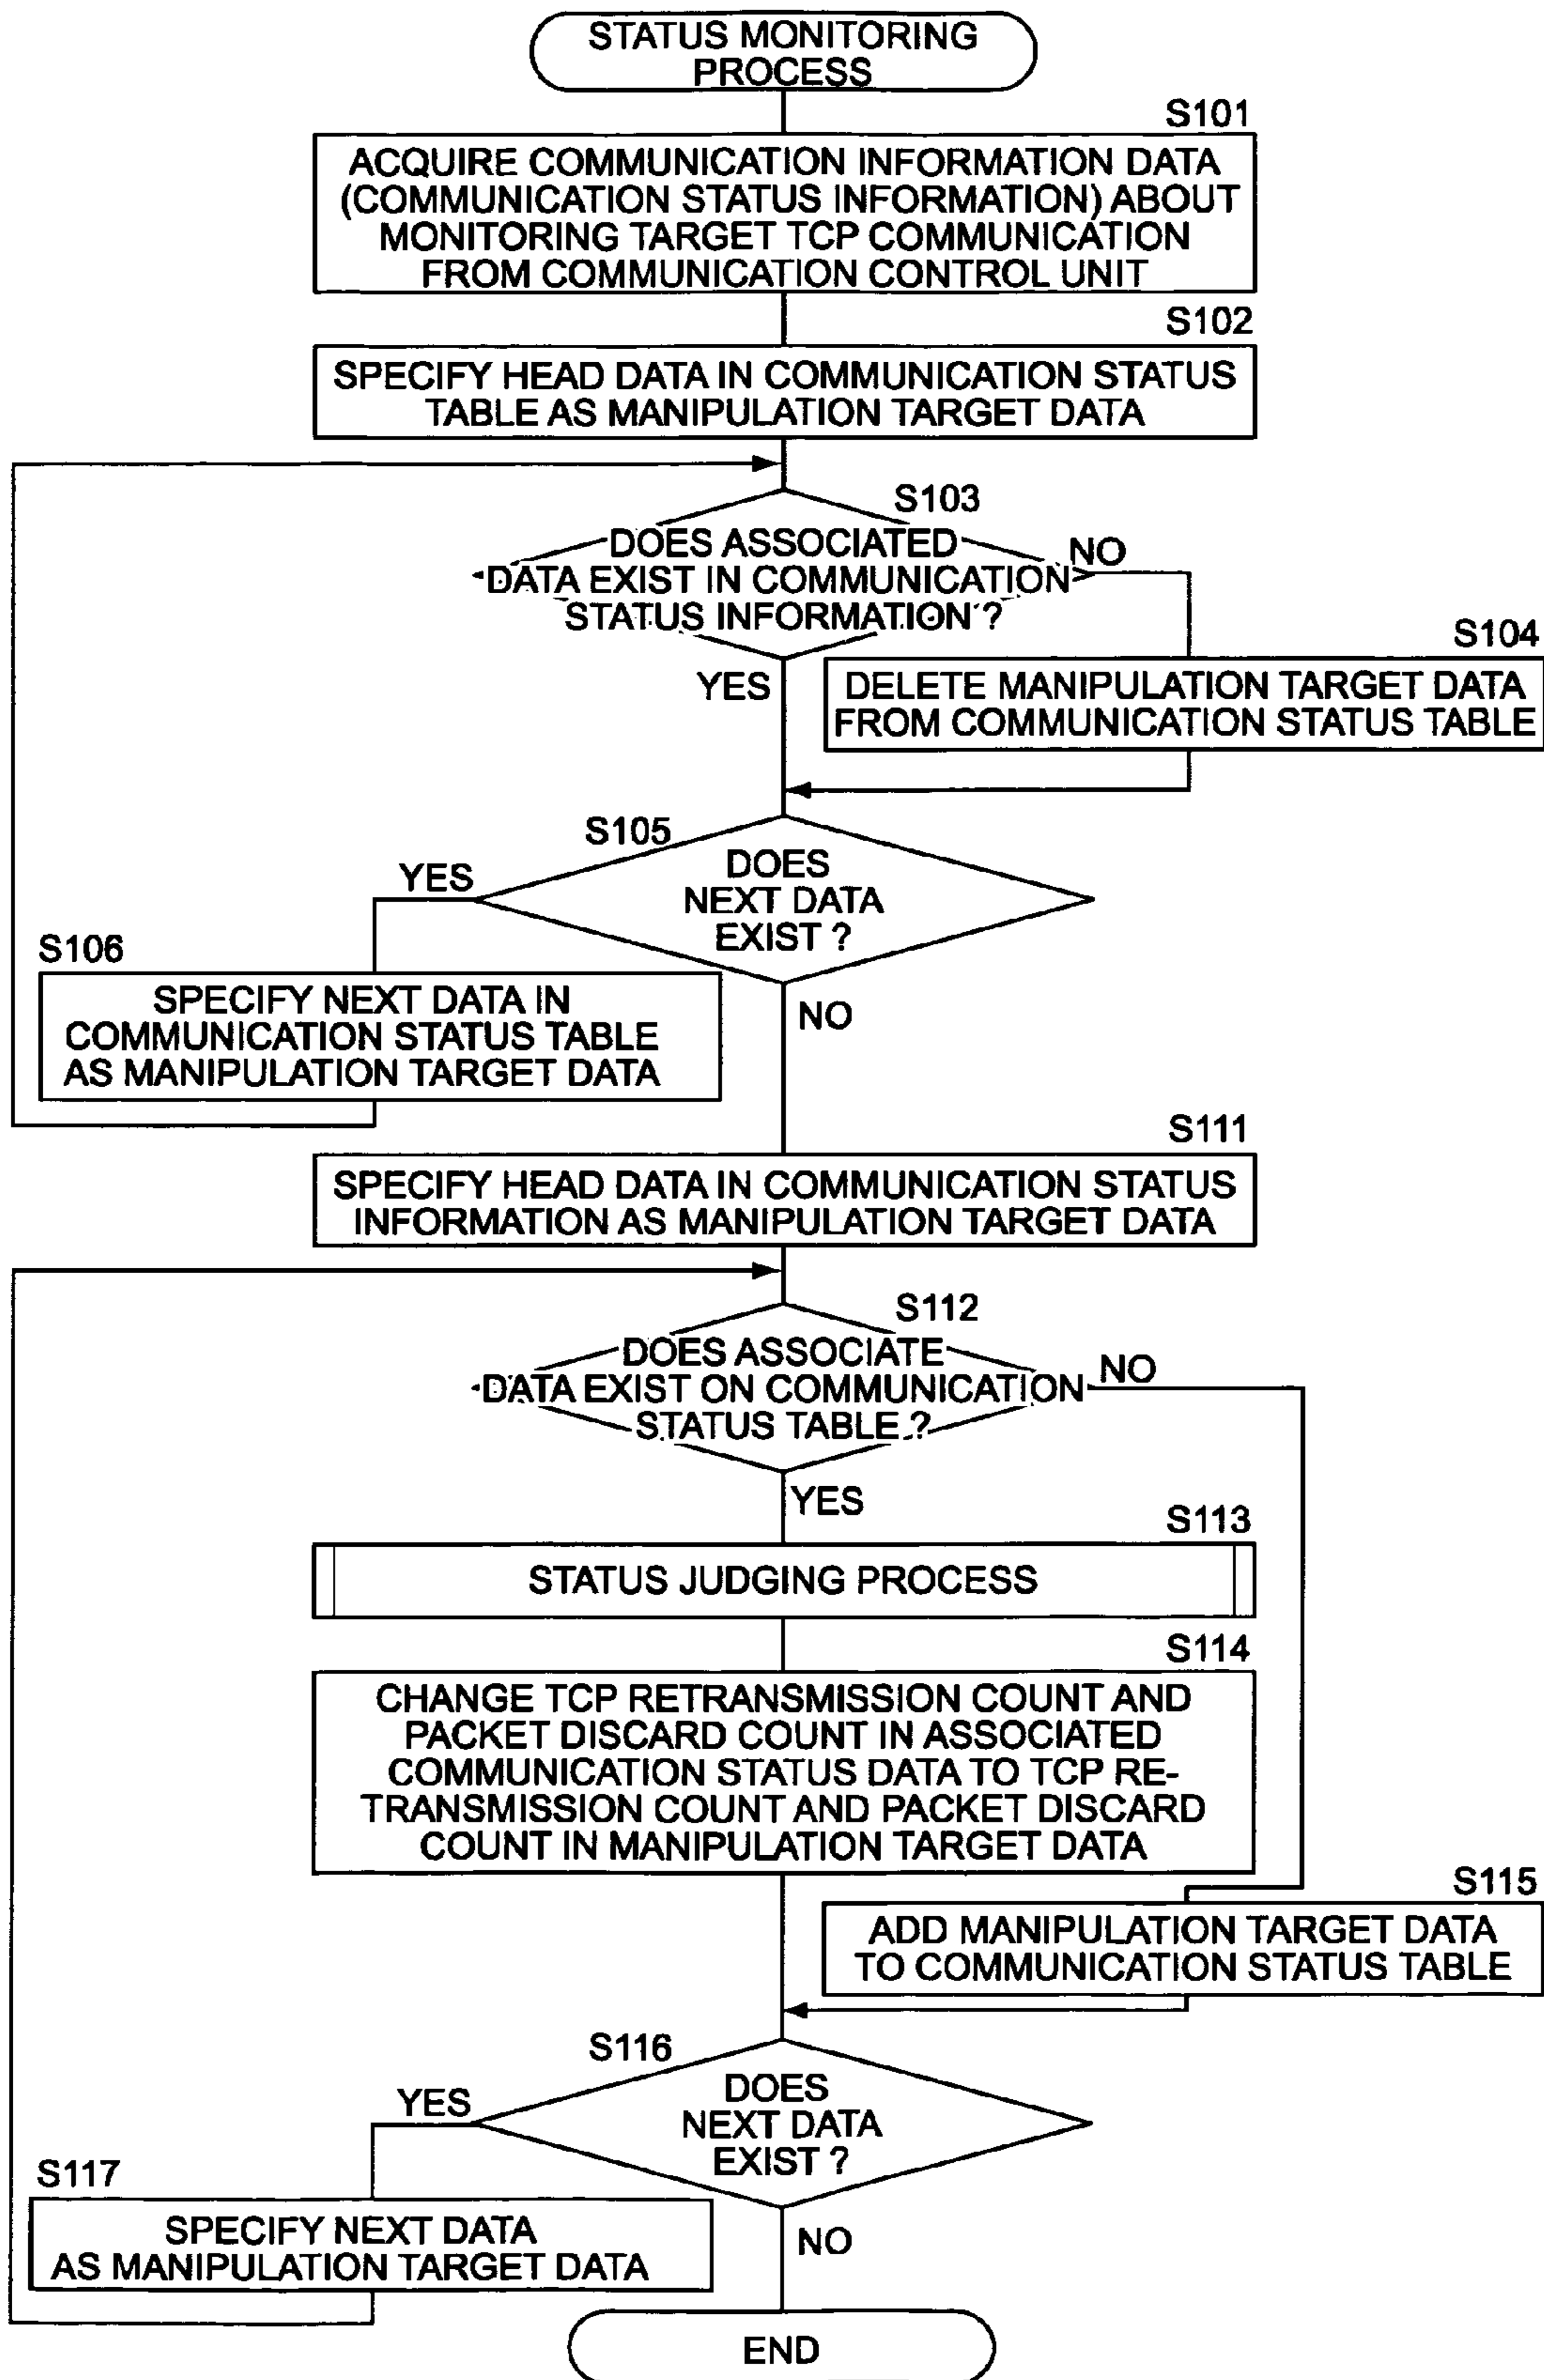 STATUS MONITORING
PROCESS
S101
ACQUIRE COMMUNICATION INFORMATION DATA
(COMMUNICATION STATUS INFORMATION) ABOUT
MONITORING TARGET TCP COMMUNICATION
FROM COMMUNICATION CONTROL UNIT
S102
SPECIFY HEAD DATA IN COMMUNICATION STATUS
TABLE AS MANIPULATION TARGET DATA
S103
DOES ASSOCIATED
DATA EXIST IN COMMUNICATION
STATUS INFORMATION ?
NO
YES
S104
DELETE MANIPULATION TARGET DATA
FROM COMMUNICATION STATUS TABLE
S105
DOES
NEXT DATA
EXIST ?
YES
NO
S106
SPECIFY NEXT DATA IN
COMMUNICATION STATUS TABLE
AS MANIPULATION TARGET DATA
S111
SPECIFY HEAD DATA IN COMMUNICATION STATUS
INFORMATION AS MANIPULATION TARGET DATA
S112
DOES ASSOCIATE
DATA EXIST ON COMMUNICATION
STATUS TABLE ?
NO
YES
S113
STATUS JUDGING PROCESS
S114
CHANGE TCP RETRANSMISSION COUNT AND
PACKET DISCARD COUNT IN ASSOCIATED
COMMUNICATION STATUS DATA TO TCP RE-
TRANSMISSION COUNT AND PACKET DISCARD
COUNT IN MANIPULATION TARGET DATA
S115
ADD MANIPULATION TARGET DATA
TO COMMUNICATION STATUS TABLE
S116
DOES
NEXT DATA
EXIST ?
YES
NO
S117
SPECIFY NEXT DATA
AS MANIPULATION TARGET DATA
END